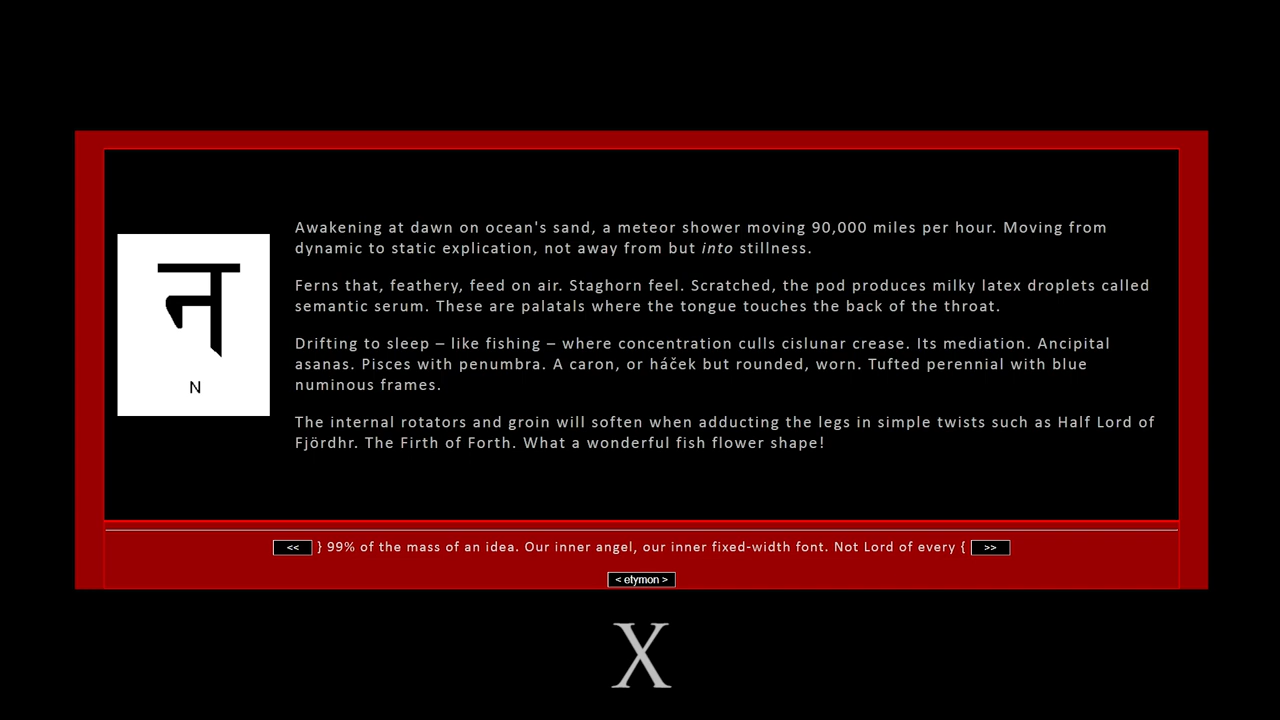 न
N
Awakening at dawn on ocean's sand, a meteor shower moving 90,000 miles per hour. Moving from
dynamic to static explication, not away from but into stillness.
Ferns that, feathery, feed on air. Staghorn feel. Scratched, the pod produces milky latex droplets called
semantic serum. These are palatals where the tongue touches the back of the throat.
Drifting to sleep – like fishing – where concentration culls cislunar crease. Its mediation. Ancipital
asanas. Pisces with penumbra. A caron, or háček but rounded, worn. Tufted perennial with blue
numinous frames.
The internal rotators and groin will soften when adducting the legs in simple twists such as Half Lord of
Fjördhr. The Firth of Forth. What a wonderful fish flower shape!
<< } 99% of the mass of an idea. Our inner angel, our inner fixed-width font. Not Lord of every { >>
< etymon >
X